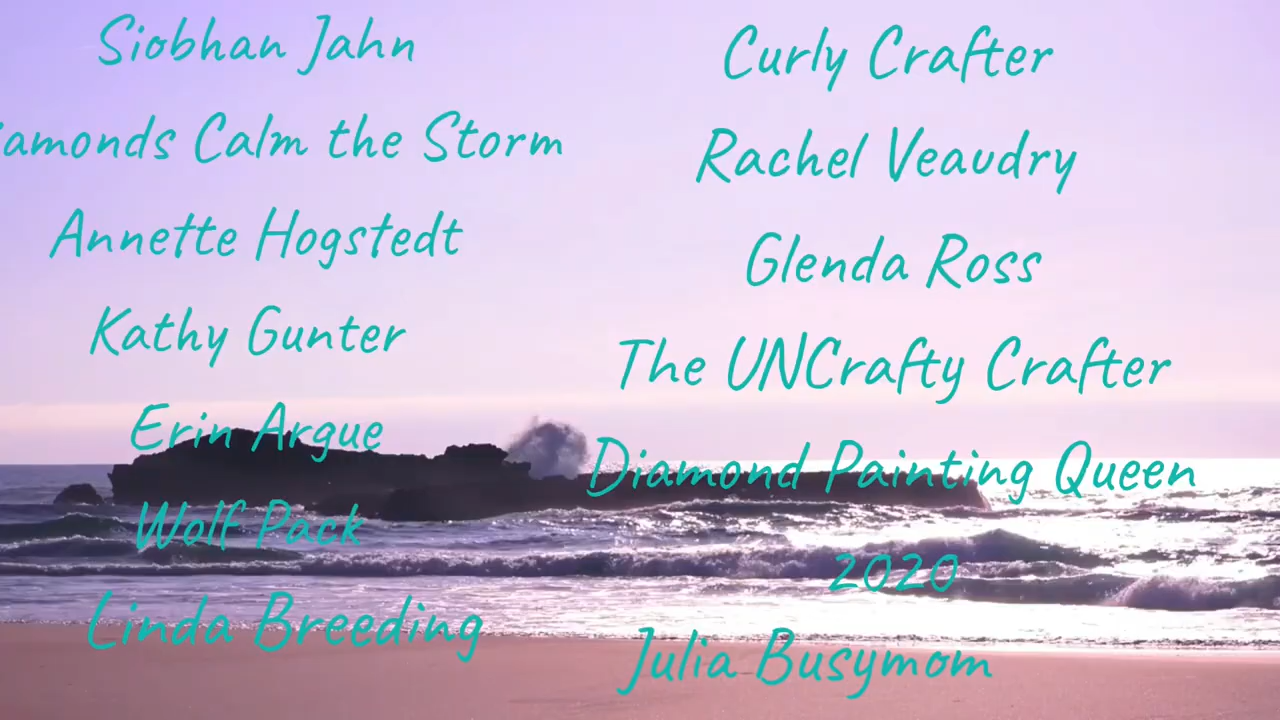 Siobhan Jahn
amonds Calm the Storm
Annette Hogstedt
Kathy Gunter
Erin Argue
Wolf Pack
Linda Breeding
Curly Crafter
Rachel Veaudry
Glenda Ross
The UNCrafty Crafter
Diamond Painting Queen
2020
Julia Busymom